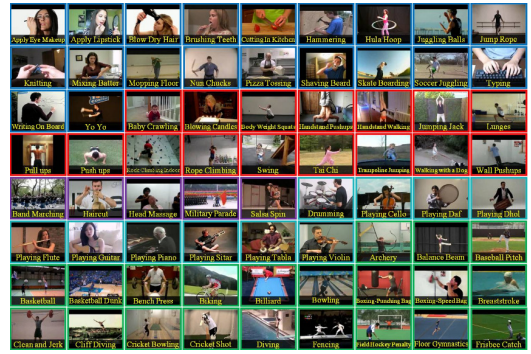 Apply Eye Makeup
Apply Lipstick
Blow Dry Hair
Brushing Teeth
Cutting In Kitchen
Hammering
Hula Hoop
Juggling Balls
Jump Rope
Knitting
Mixing Batter
Mopping Floor
Nun Chucks
Pizza Tossing
Shaving Beard
Skate Boarding
Soccer Juggling
Typing
Writing On Board
Yo Yo
Baby Crawling
Blowing Candles
Body Weight Squats
Handstand Pushups
Handstand Walking
Jumping Jack
Lunges
Pull ups
Push ups
Rock Climbing Indoor
Rope Climbing
Swing
Tai Chi
Trampoline Jumping
Walking with a Dog
Wall Pushups
Band Marching
Haircut
Head Massage
Military Parade
Salsa Spin
Drumming
Playing Cello
Playing Daf
Playing Dhol
Playing Flute
Playing Guitar
Playing Piano
Playing Sitar
Playing Tabla
Playing Violin
Archery
Balance Beam
Baseball Pitch
Basketball
Basketball Dunk
Bench Press
Biking
Billiard
Bowling
Boxing-Punching Bag
Boxing-Speed Bag
Breaststroke
Clean and Jerk
Cliff Diving
Cricket Bowling
Cricket Shot
Diving
Fencing
Field Hockey Penalty
Floor Gymnastics
Frisbee Catch